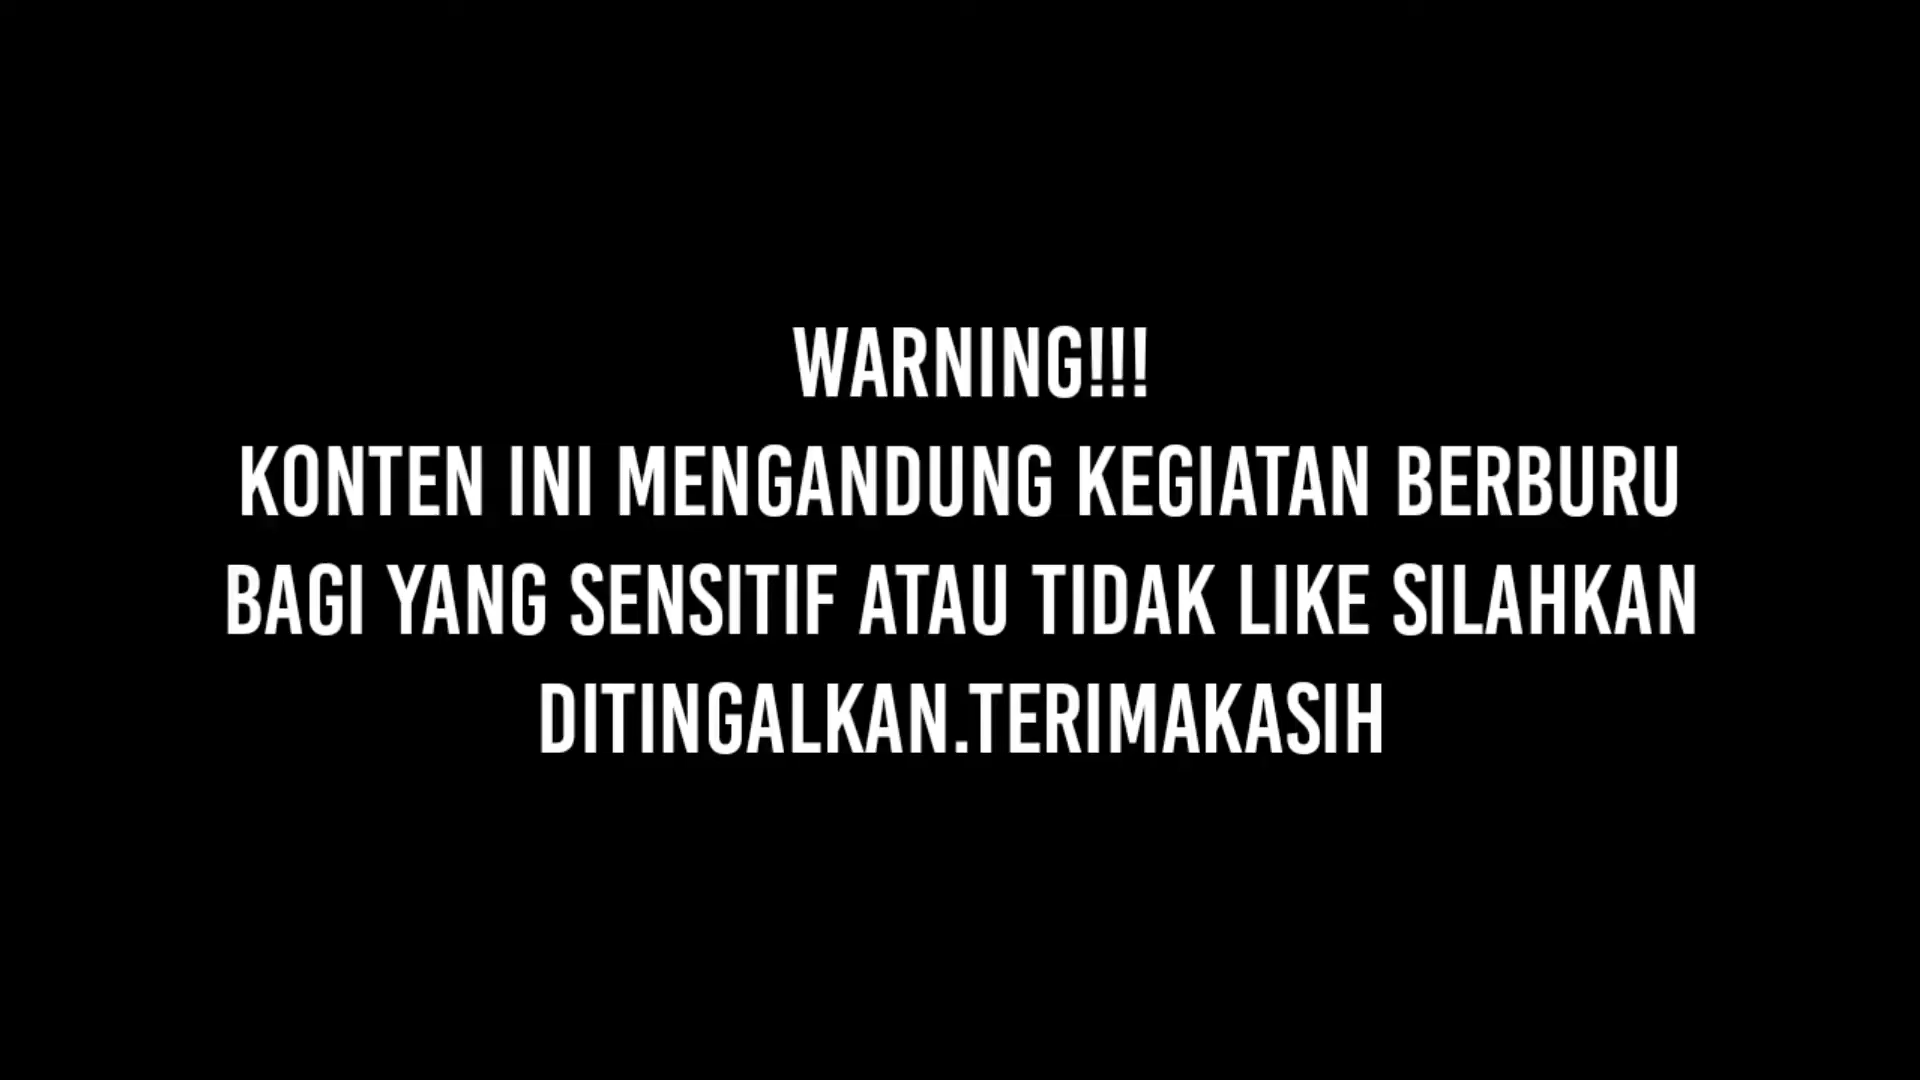 WARNING!!!
KONTEN INI MENGANDUNG KEGIATAN BERBURU
BAGI YANG SENSITIF ATAU TIDAK LIKE SILAHKAN
DITINGALKAN.TERIMAKASIH